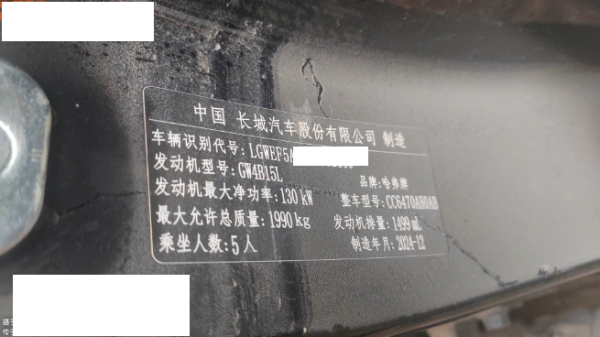 中国 长城汽车股份有限公司 制造
车辆识别代号: LGWEF5A
发动机型号: GW4B15L 品牌: 哈弗牌
发动机最大净功率: 130 kW 整车型号: CC6470AH0AB
最大允许总质量: 1990 kg 发动机排量: 1499 ml
乘坐人数: 5 人 制造年月: 2024-12